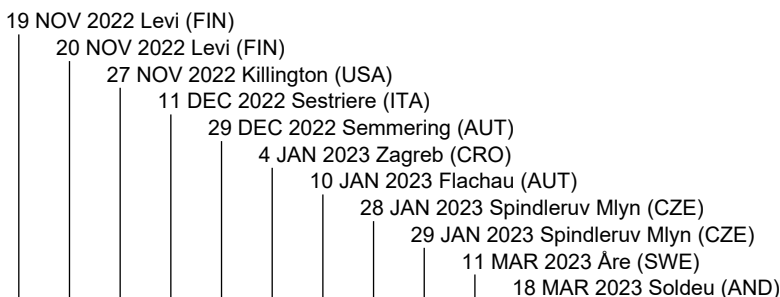 19 NOV 2022 Levi (FIN)
20 NOV 2022 Levi (FIN)
27 NOV 2022 Killington (USA)
11 DEC 2022 Sestriere (ITA)
29 DEC 2022 Semmering (AUT)
4 JAN 2023 Zagreb (CRO)
10 JAN 2023 Flachau (AUT)
28 JAN 2023 Spindleruv Mlyn (CZE)
29 JAN 2023 Spindleruv Mlyn (CZE)
11 MAR 2023 Åre (SWE)
18 MAR 2023 Soldeu (AND)